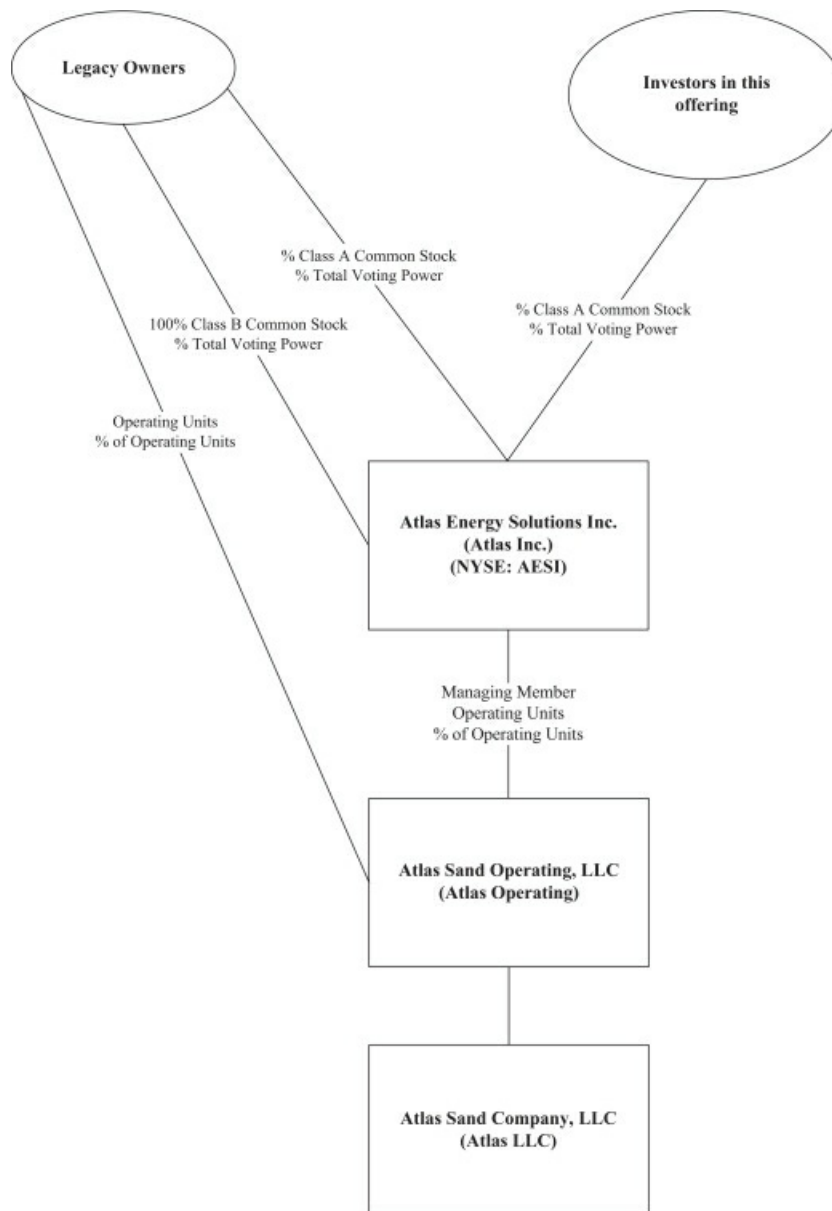 Legacy Owners
Investors in this
offering
% Class A Common Stock
% Total Voting Power
% Class A Common Stock
% Total Voting Power
100% Class B Common Stock
% Total Voting Power
Operating Units
% of Operating Units
Atlas Energy Solutions Inc.
(Atlas Inc.)
(NYSE: AESI)
Managing Member
Operating Units
% of Operating Units
Atlas Sand Operating, LLC
(Atlas Operating)
Atlas Sand Company, LLC
(Atlas LLC)